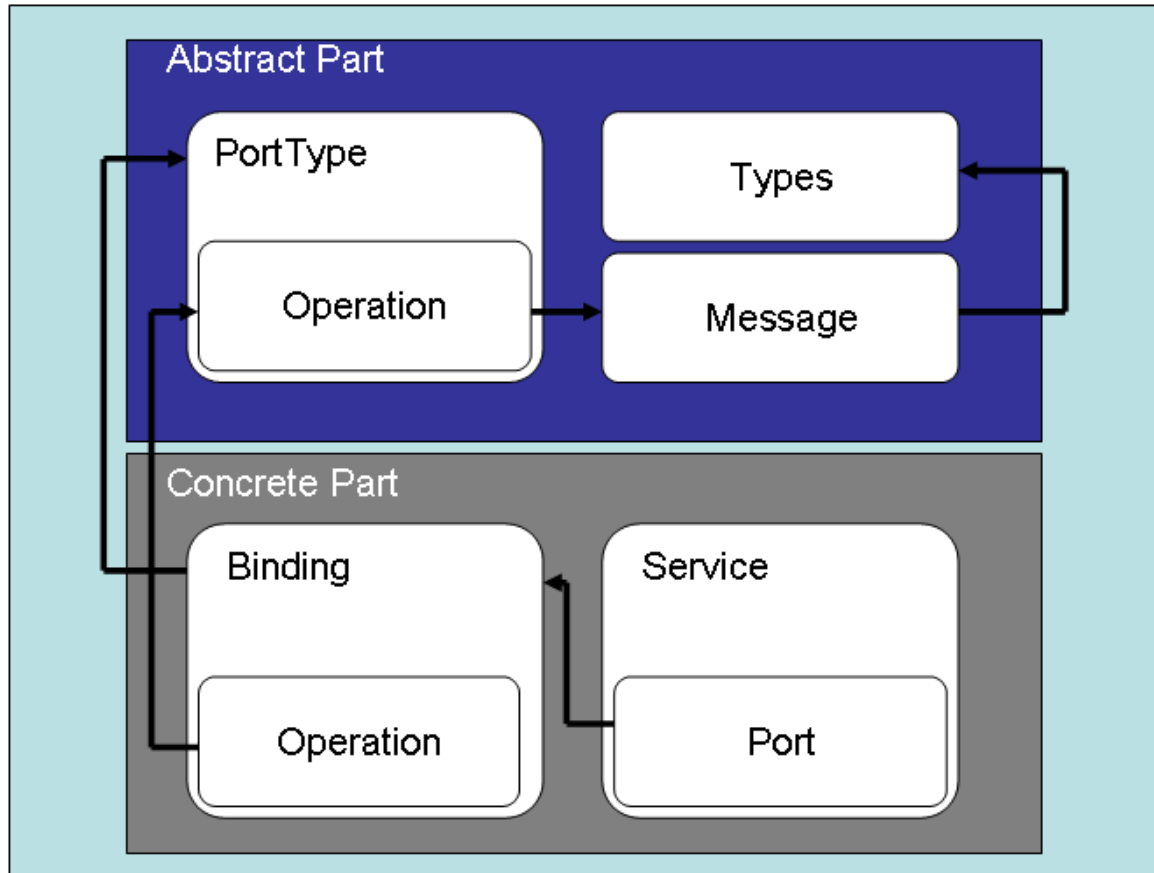 Abstract Part
PortType
Types
Operation
Message
Concrete Part
Binding
Service
Operation
Port